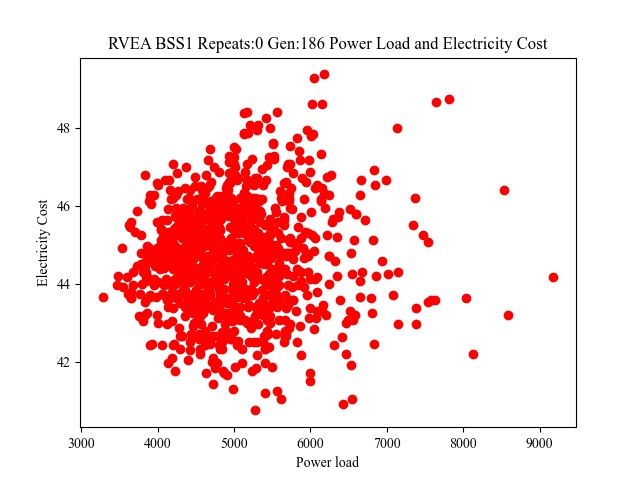 RVEA BSS1 Repeats:0 Gen:186 Power Load and Electricity Cost
48
46
44
42
Electricity Cost
3000 4000 5000 6000 7000 8000 9000
Power load